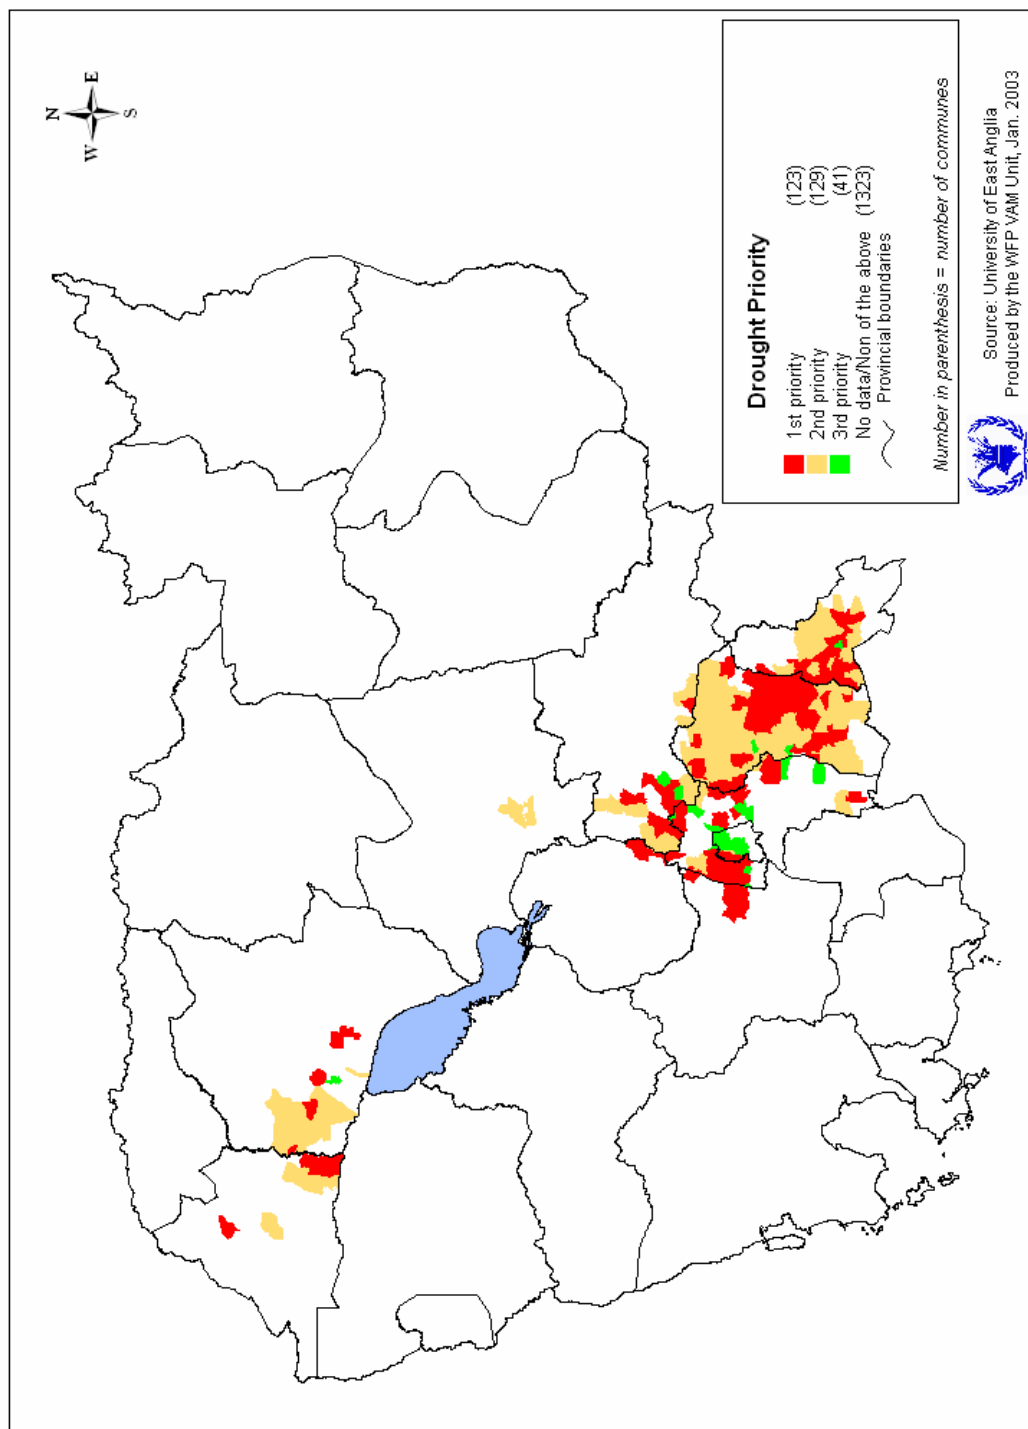 N
W E
S
Drought Priority
1st priority (123)
2nd priority (129)
3rd priority (41)
No data/Non of the above (1323)
Provincial boundaries
Number in parenthesis = number of communes
Source: University of East Anglia
Produced by the WFP VAM Unit, Jan. 2003